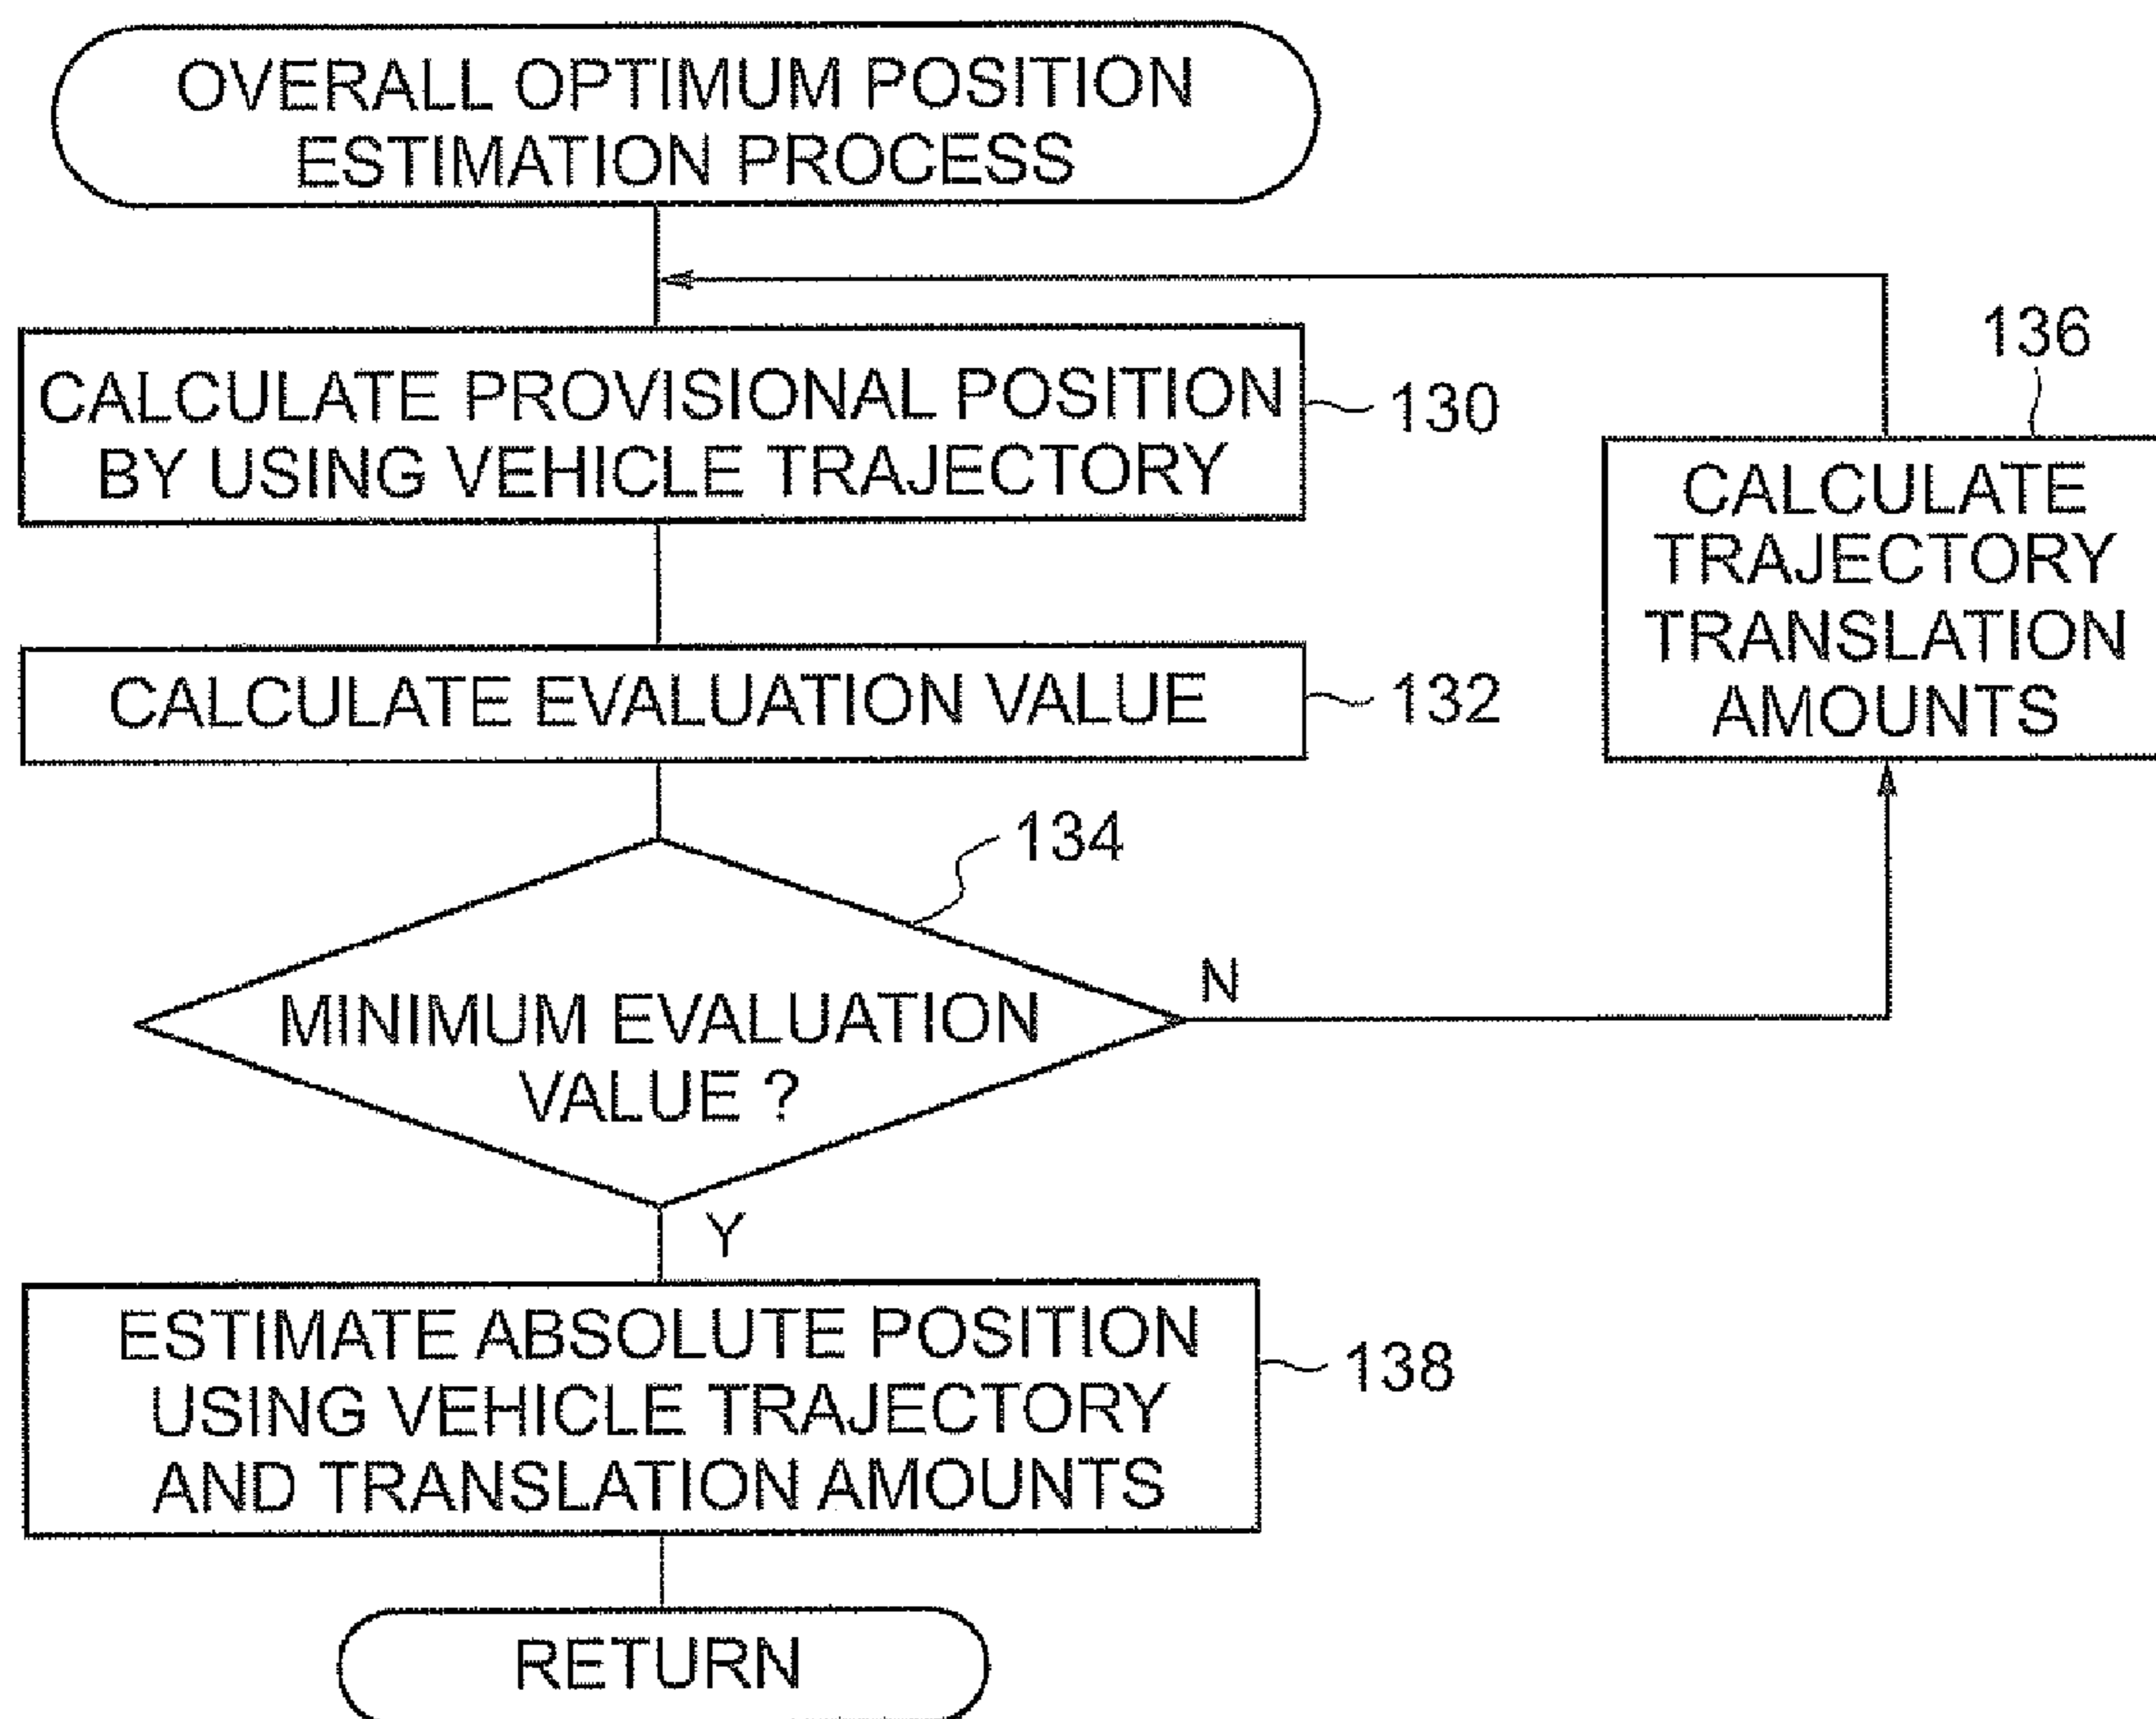 OVERALL OPTIMUM POSITION
ESTIMATION PROCESS
136
CALCULATE PROVISIONAL POSITION
BY USING VEHICLE TRAJECTORY
130
CALCULATE
TRAJECTORY
TRANSLATION
AMOUNTS
CALCULATE EVALUATION VALUE
132
134
N
MINIMUM EVALUATION
VALUE ?
Y
ESTIMATE ABSOLUTE POSITION
USING VEHICLE TRAJECTORY
AND TRANSLATION AMOUNTS
138
RETURN